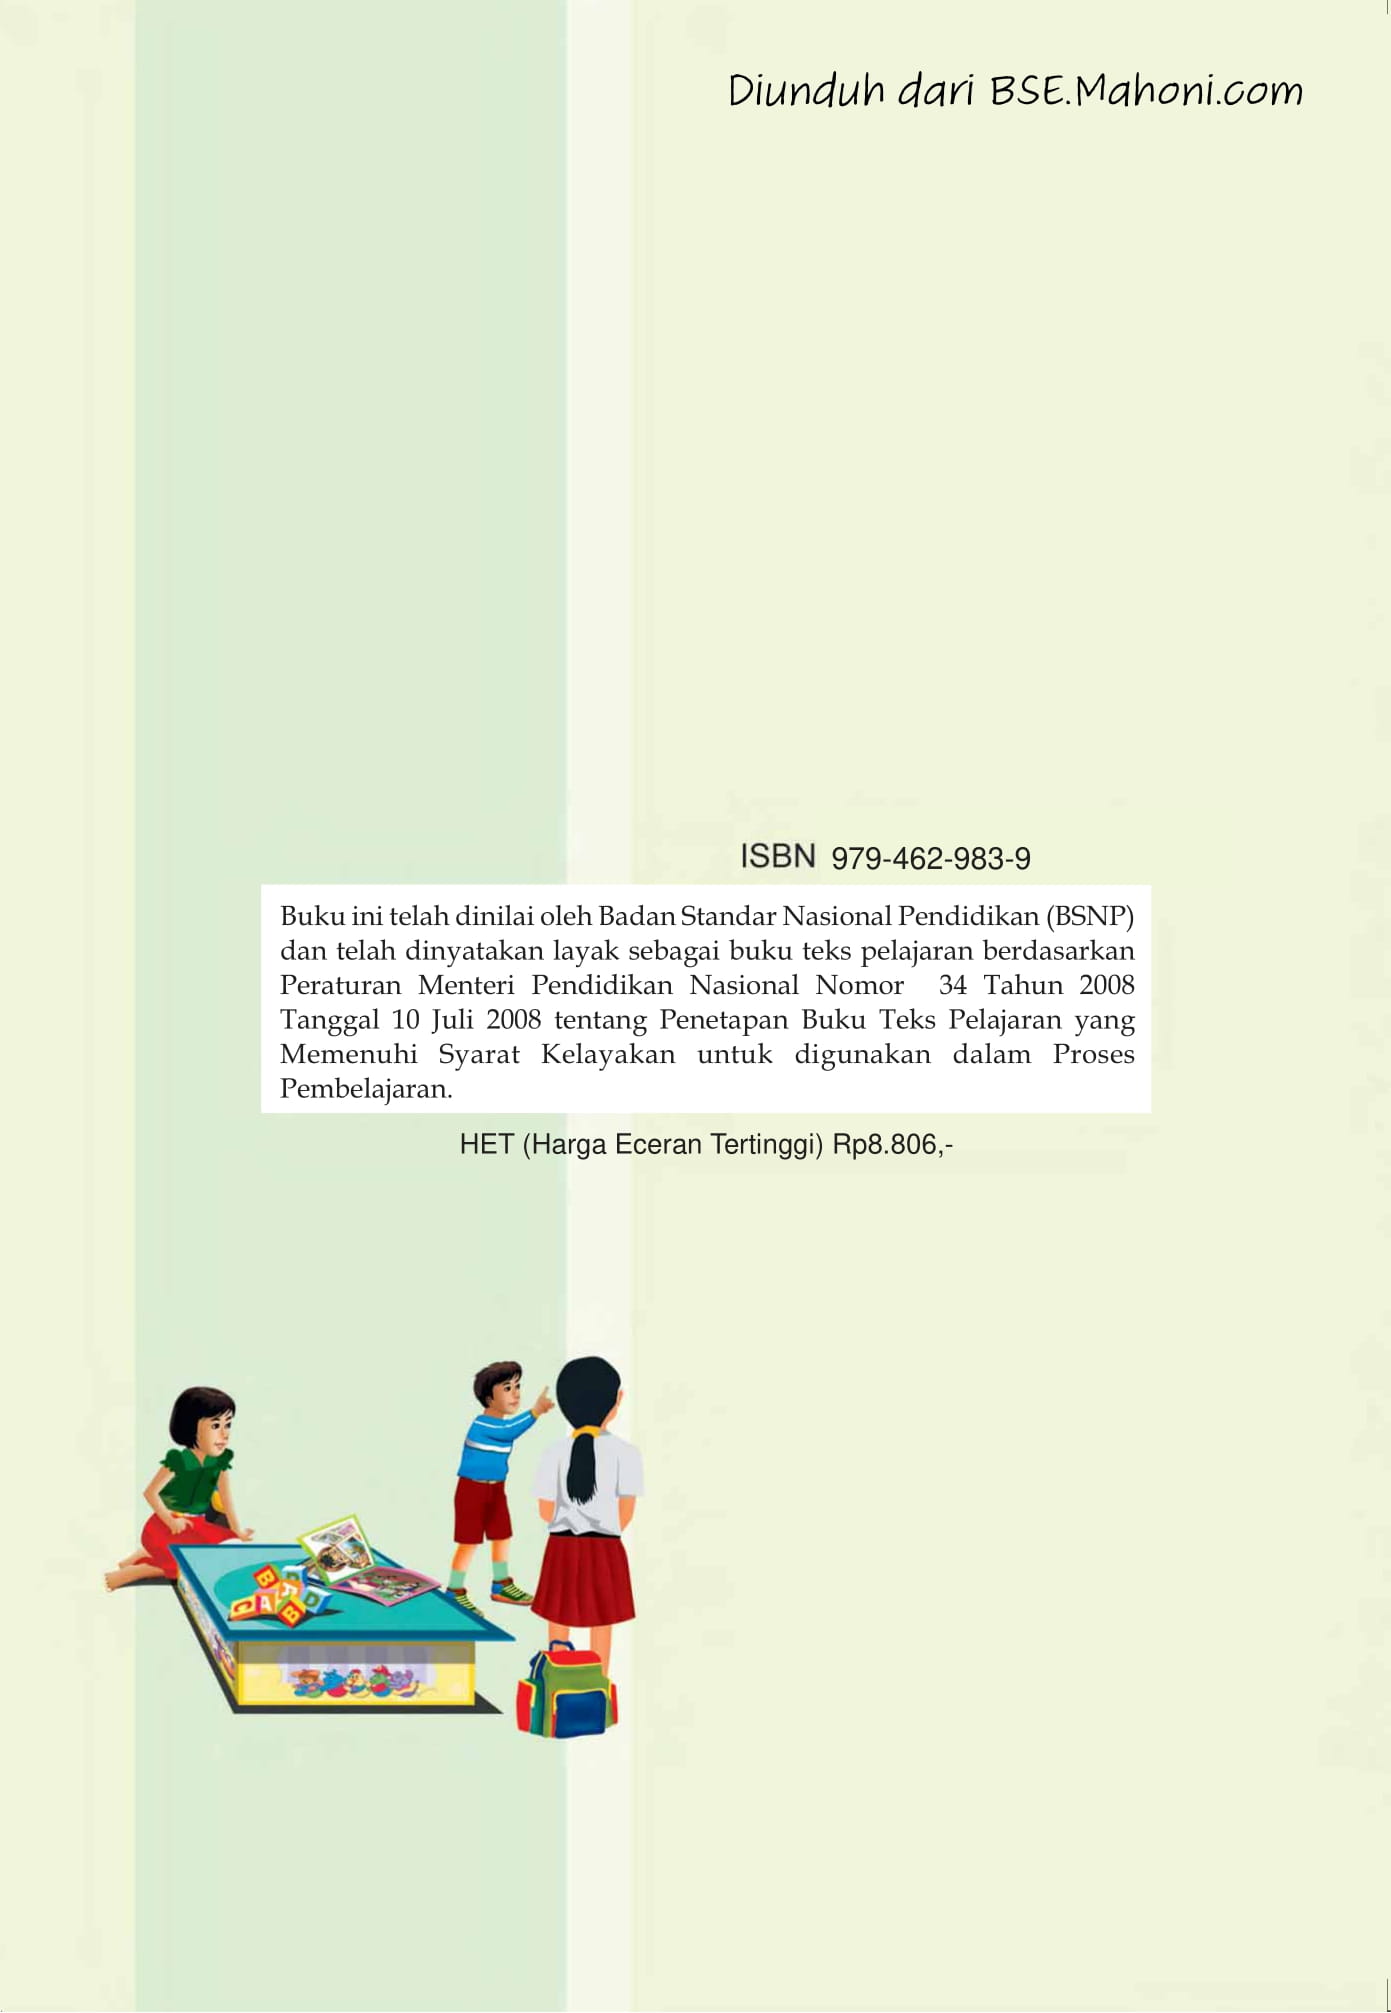 Diunduh dari BSE.Mahoni.com
ISBN 979-462-983-9
Buku ini telah dinilai oleh Badan Standar Nasional Pendidikan (BSNP)
dan telah dinyatakan layak sebagai buku teks pelajaran berdasarkan
Peraturan Menteri Pendidikan Nasional Nomor 34 Tahun 2008
Tanggal 10 Juli 2008 tentang Penetapan Buku Teks Pelajaran yang
Memenuhi Syarat Kelayakan untuk digunakan dalam Proses
Pembelajaran.
HET (Harga Eceran Tertinggi) Rp8.806,-
B
D
E
C
A
B
D